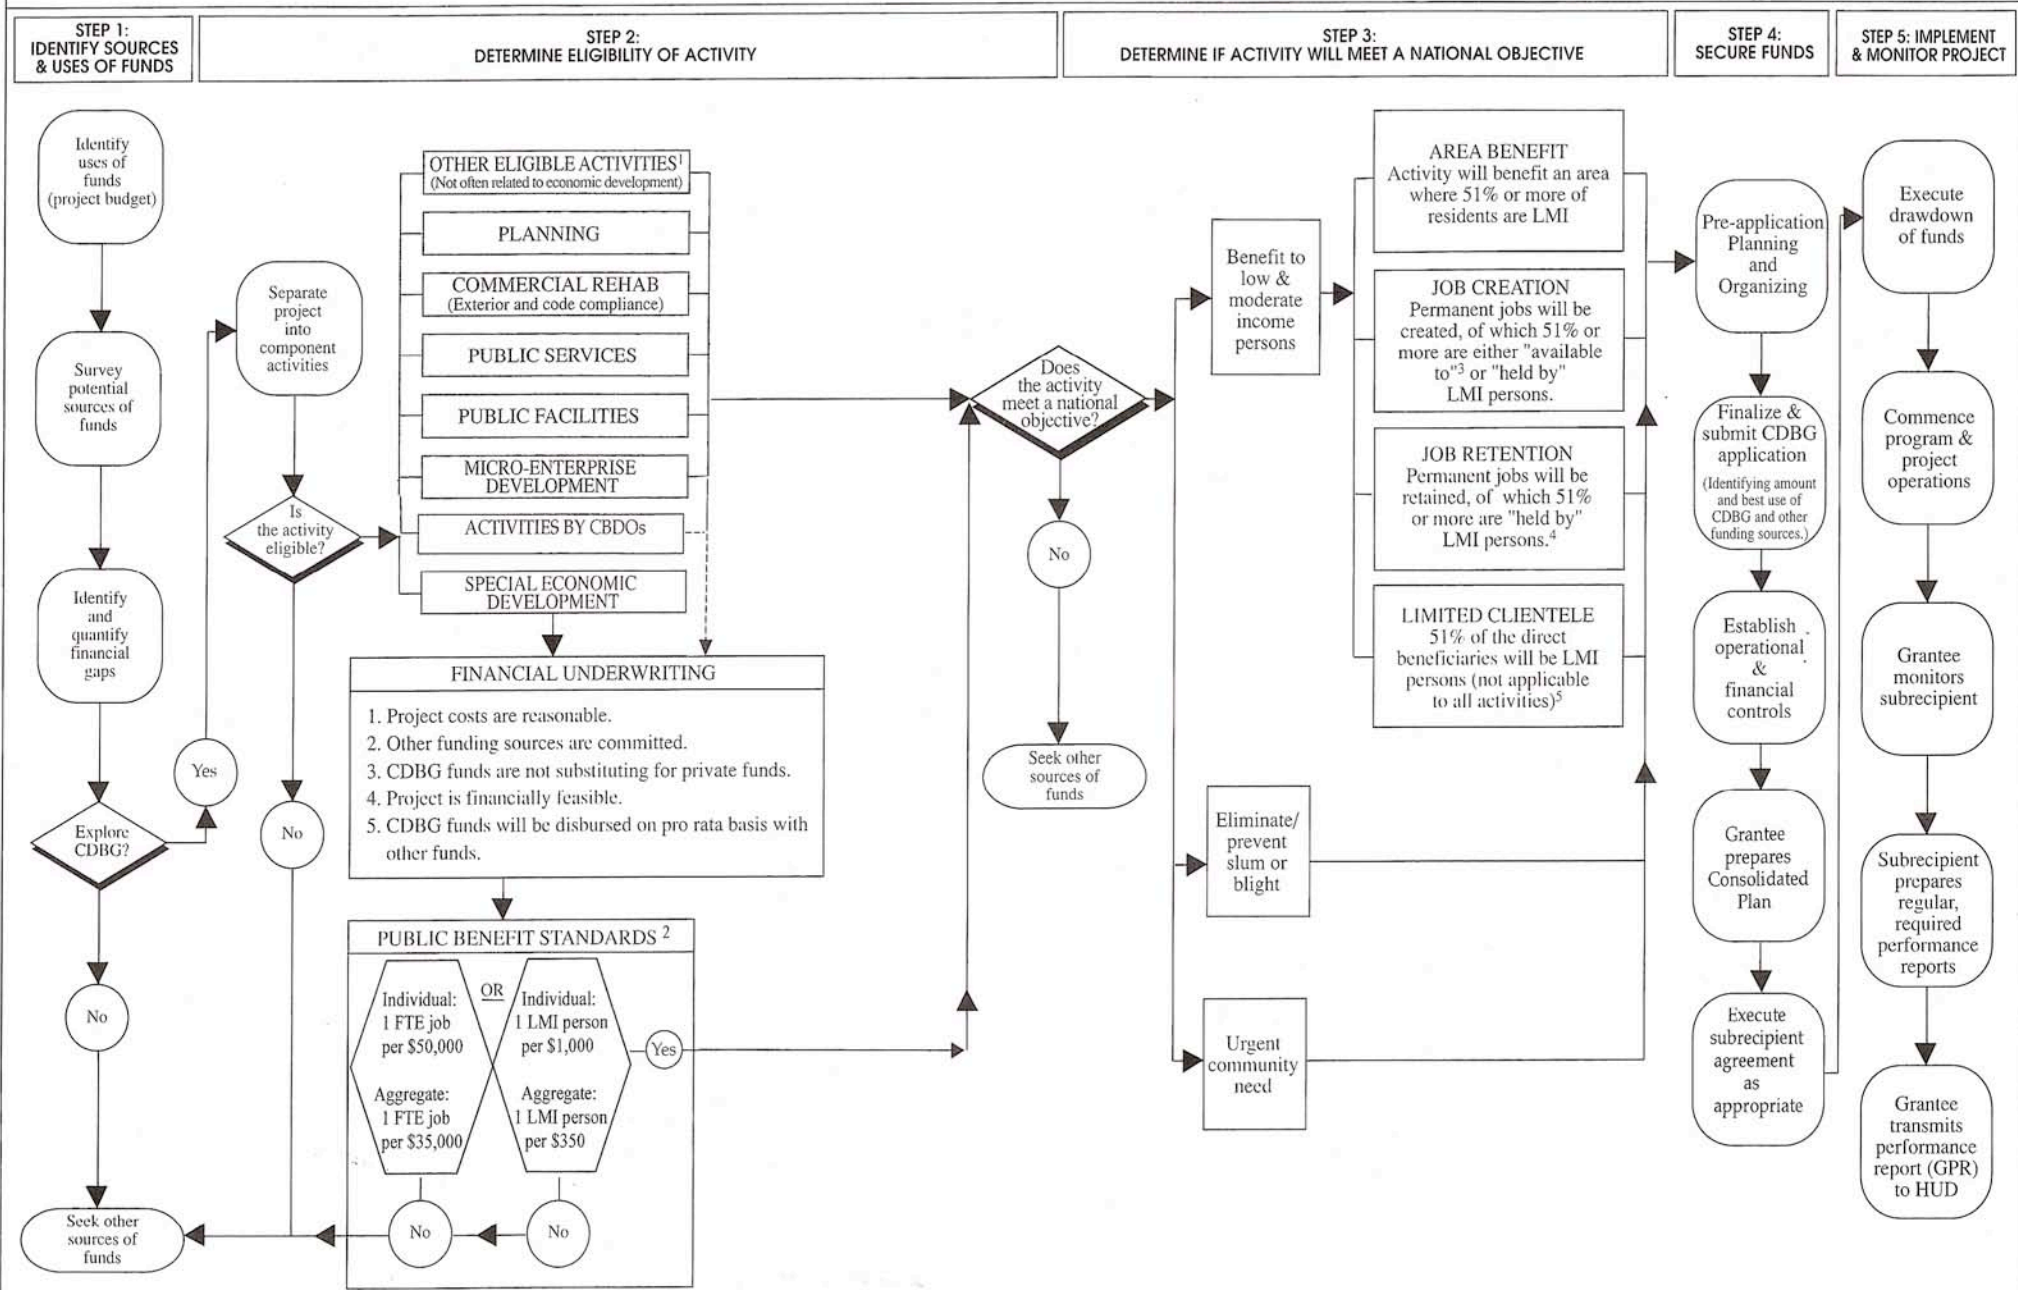 STEP 1:
IDENTIFY SOURCES
& USES OF FUNDS
STEP 2:
DETERMINE ELIGIBILITY OF ACTIVITY
STEP 3:
DETERMINE IF ACTIVITY WILL MEET A NATIONAL OBJECTIVE
STEP 4:
SECURE FUNDS
STEP 5: IMPLEMENT
& MONITOR PROJECT
Identify
uses of
funds
(project budget)
Survey
potential
sources of
funds
Identify
and
quantify
financial
gaps
Explore
CDBG?
Yes
No
Seek other
sources of
funds
Separate
project
into
component
activities
Is
the activity
eligible?
No
OTHER ELIGIBLE ACTIVITIES¹
(Not often related to economic development)
PLANNING
COMMERCIAL REHAB
(Exterior and code compliance)
PUBLIC SERVICES
PUBLIC FACILITIES
MICRO-ENTERPRISE
DEVELOPMENT
ACTIVITIES BY CBDOs
SPECIAL ECONOMIC
DEVELOPMENT
FINANCIAL UNDERWRITING
1. Project costs are reasonable.
2. Other funding sources are committed.
3. CDBG funds are not substituting for private funds.
4. Project is financially feasible.
5. CDBG funds will be disbursed on pro rata basis with
other funds.
PUBLIC BENEFIT STANDARDS ²
Individual:
1 FTE job
per $50,000
Aggregate:
1 FTE job
per $35,000
OR
Individual:
1 LMI person
per $1,000
Aggregate:
1 LMI person
per $350
Yes
No
No
Does
the activity
meet a national
objective?
No
Seek other
sources of
funds
Benefit to
low &
moderate
income
persons
Eliminate/
prevent
slum or
blight
Urgent
community
need
AREA BENEFIT
Activity will benefit an area
where 51% or more of
residents are LMI
JOB CREATION
Permanent jobs will be
created, of which 51% or
more are either "available
to"³ or "held by"
LMI persons.
JOB RETENTION
Permanent jobs will be
retained, of which 51%
or more are "held by"
LMI persons.⁴
LIMITED CLIENTELE
51% of the direct
beneficiaries will be LMI
persons (not applicable
to all activities)⁵
Pre-application
Planning
and
Organizing
Finalize &
submit CDBG
application
(Identifying amount
and best use of
CDBG and other
funding sources.)
Establish
operational
&
financial
controls
Grantee
prepares
Consolidated
Plan
Execute
subrecipient
agreement
as
appropriate
Execute
drawdown
of funds
Commence
program &
project
operations
Grantee
monitors
subrecipient
Subrecipient
prepares
regular,
required
performance
reports
Grantee
transmits
performance
report (GPR)
to HUD